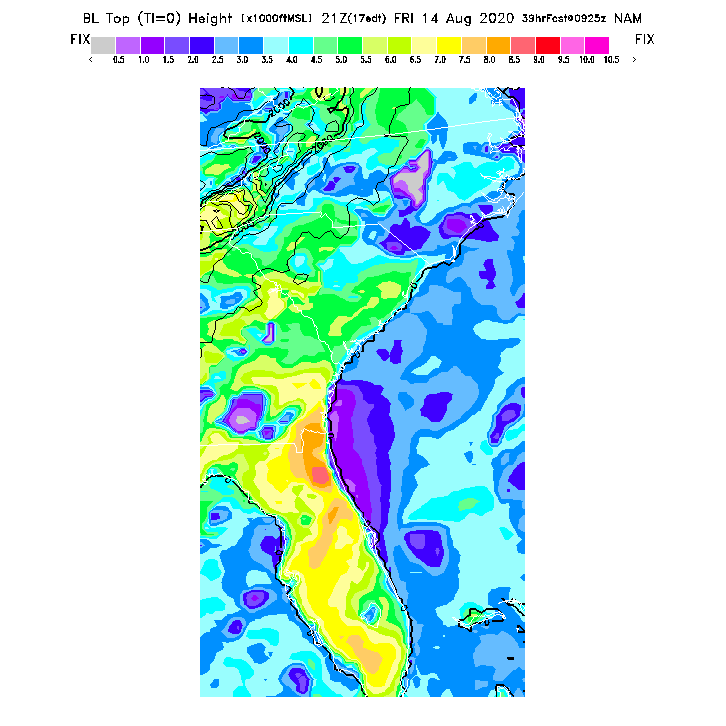 BL Top (TI=0) Height [x1000ftMSL] 21Z(17edt) FRI 14 Aug 2020 39hrFcst@0925z NAM
FIX FIX
< 0.5 1.0 1.5 2.0 2.5 3.0 3.5 4.0 4.5 5.0 5.5 6.0 6.5 7.0 7.5 8.0 8.5 9.0 9.5 10.0 10.5 >
2000